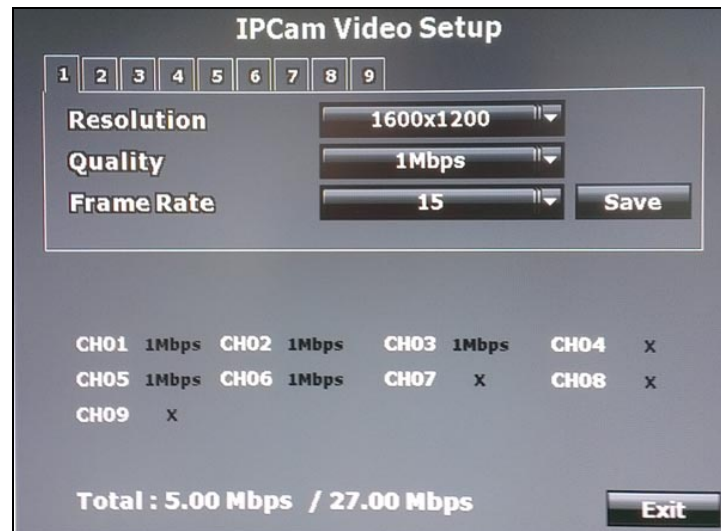 IPCam Video Setup
1 2 3 4 5 6 7 8 9
Resolution 1600x1200
Quality 1Mbps
Frame Rate 15 Save
CH01 1Mbps CH02 1Mbps CH03 1Mbps CH04 X
CH05 1Mbps CH06 1Mbps CH07 X CH08 X
CH09 X
Total : 5.00 Mbps / 27.00 Mbps Exit